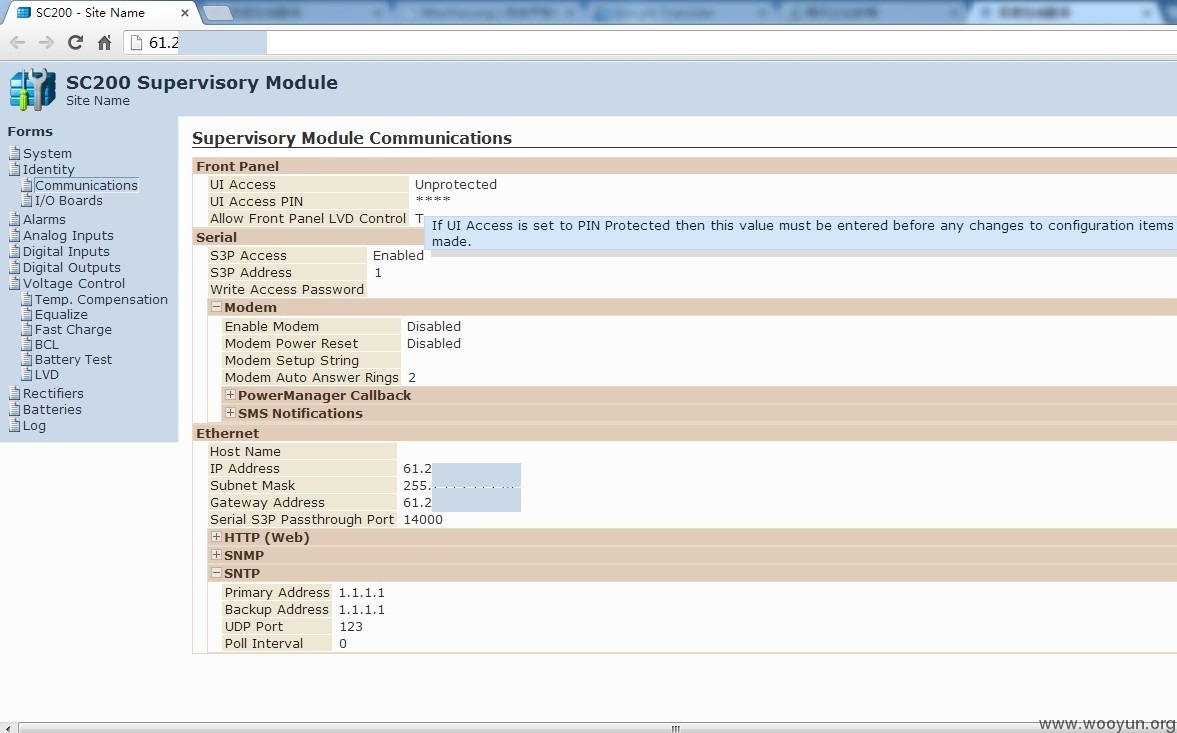 SC200 - Site Name
61.2
SC200 Supervisory Module
Site Name
Forms
System
Identity
Communications
I/O Boards
Alarms
Analog Inputs
Digital Inputs
Digital Outputs
Voltage Control
Temp. Compensation
Equalize
Fast Charge
BCL
Battery Test
LVD
Rectifiers
Batteries
Log
Supervisory Module Communications
Front Panel
UI Access Unprotected
UI Access PIN ****
Allow Front Panel LVD Control T
If UI Access is set to PIN Protected then this value must be entered before any changes to configuration items
made.
Serial
S3P Access Enabled
S3P Address 1
Write Access Password
Modem
Enable Modem Disabled
Modem Power Reset Disabled
Modem Setup String
Modem Auto Answer Rings 2
PowerManager Callback
SMS Notifications
Ethernet
Host Name
IP Address 61.2
Subnet Mask 255.
Gateway Address 61.2
Serial S3P Passthrough Port 14000
HTTP (Web)
SNMP
SNTP
Primary Address 1.1.1.1
Backup Address 1.1.1.1
UDP Port 123
Poll Interval 0
www.wooyun.org